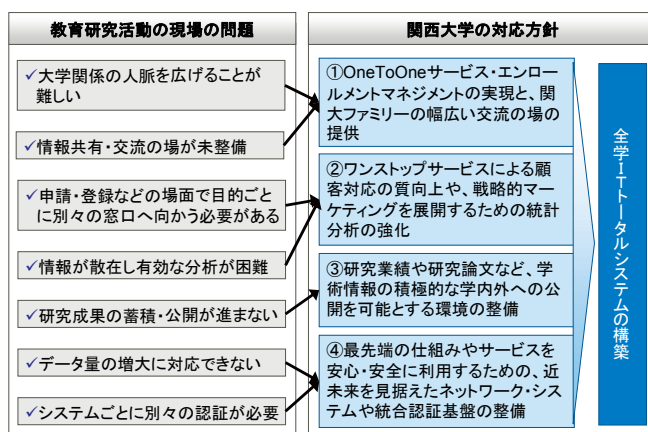 教育研究活動の現場の問題
✓大学関係の人脈を広げることが
難しい
✓情報共有・交流の場が未整備
✓申請・登録などの場面で目的ごと
に別々の窓口へ向かう必要がある
✓情報が散在し有効な分析が困難
✓研究成果の蓄積・公開が進まない
✓データ量の増大に対応できない
✓システムごとに別々の認証が必要
関西大学の対応方針
①OneToOneサービス・エンロー
ルメントマネジメントの実現と、関
大ファミリーの幅広い交流の場の
提供
②ワンストップサービスによる顧
客対応の質向上や、戦略的マー
ケティングを展開するための統計
分析の強化
③研究業績や研究論文など、学
術情報の積極的な学内外への公
開を可能とする環境の整備
④最先端の仕組みやサービスを
安心・安全に利用するための、近
未来を見据えたネットワーク・シス
テムや統合認証基盤の整備
全学ITトータルシステムの構築